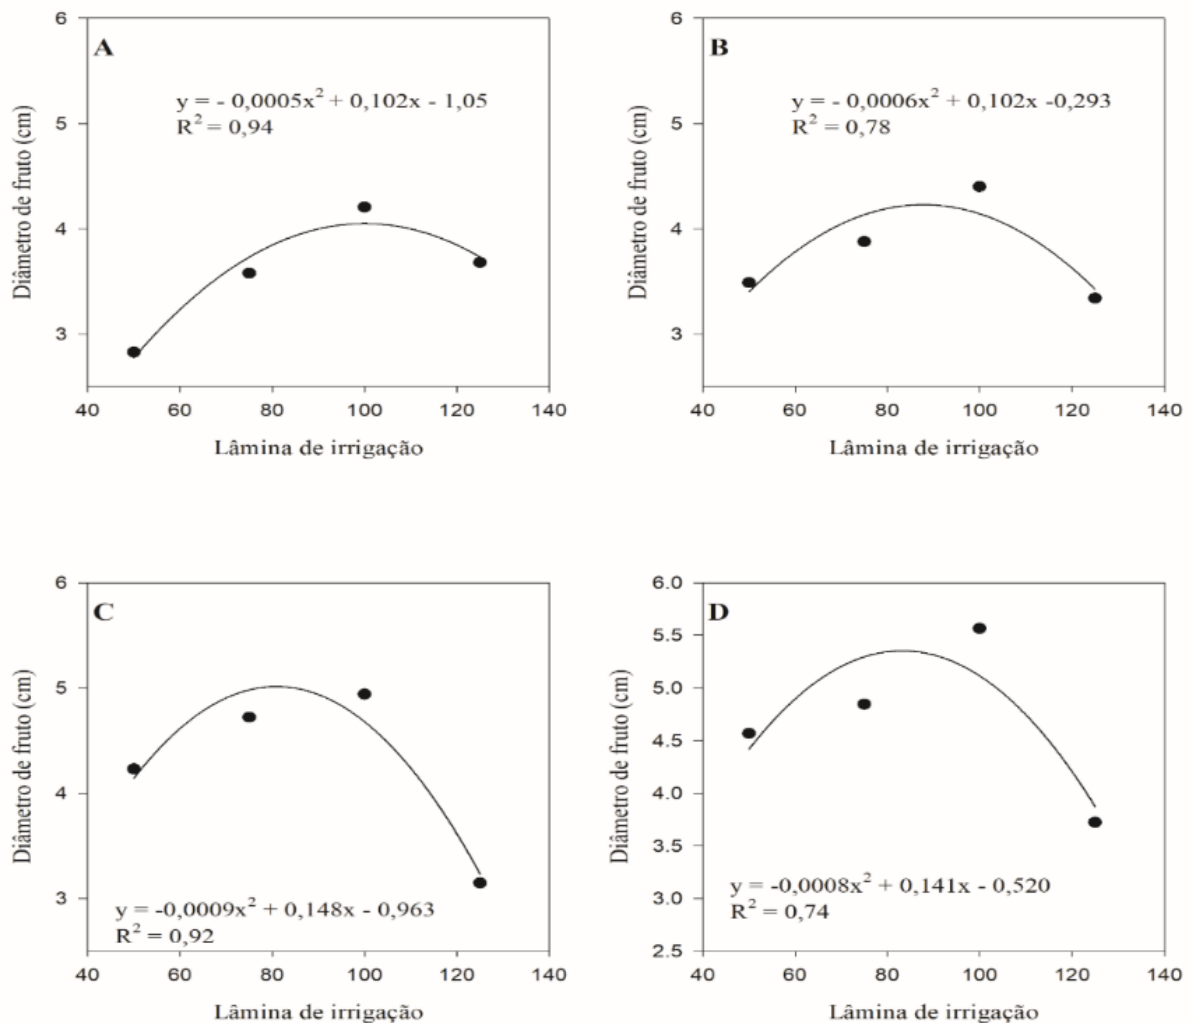 A
y = - 0,0005x² + 0,102x - 1,05
R² = 0,94
Diâmetro de fruto (cm)
6
5
4
3
40 60 80 100 120 140
Lâmina de irrigação
B
y = - 0,0006x² + 0,102x -0,293
R² = 0,78
Diâmetro de fruto (cm)
6
5
4
3
40 60 80 100 120 140
Lâmina de irrigação
C
y = -0,0009x² + 0,148x - 0,963
R² = 0,92
Diâmetro de fruto (cm)
6
5
4
3
40 60 80 100 120 140
Lâmina de irrigação
D
y = -0,0008x² + 0,141x - 0,520
R² = 0,74
Diâmetro de fruto (cm)
6.0
5.5
5.0
4.5
4.0
3.5
3.0
2.5
40 60 80 100 120 140
Lâmina de irrigação